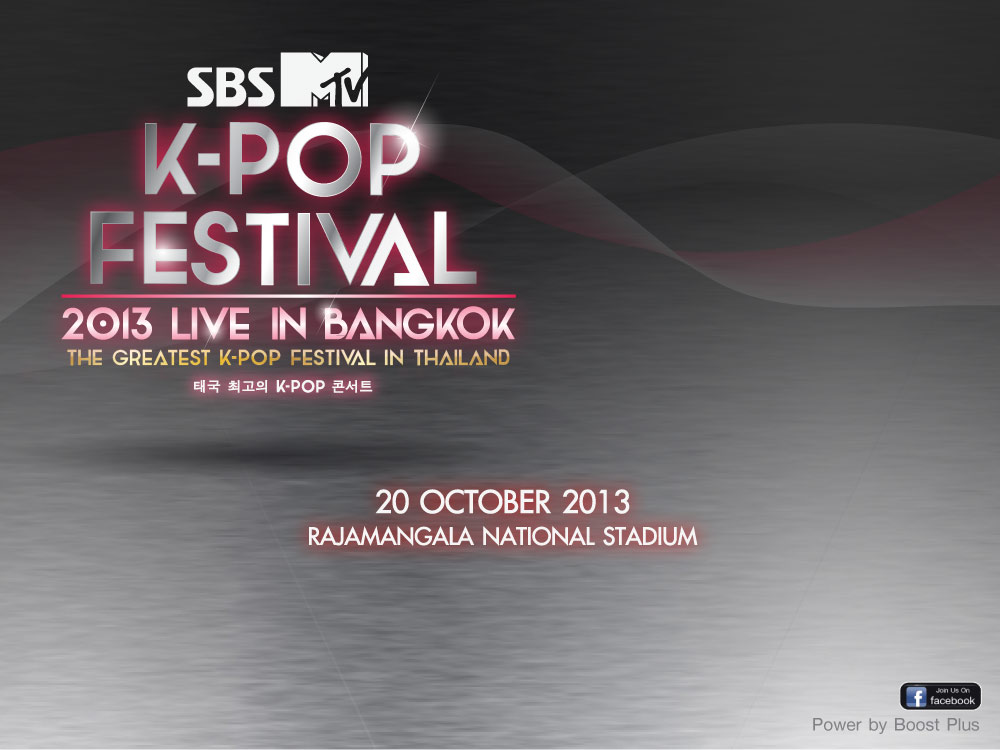 SBS MTV
K-POP
FESTIVAL
2013 LIVE IN BANGKOK
THE GREATEST K-POP FESTIVAL IN THAILAND
태국 최고의 K-POP 콘서트
20 OCTOBER 2013
RAJAMANGALA NATIONAL STADIUM
f
Join Us On
facebook
Power by Boost Plus